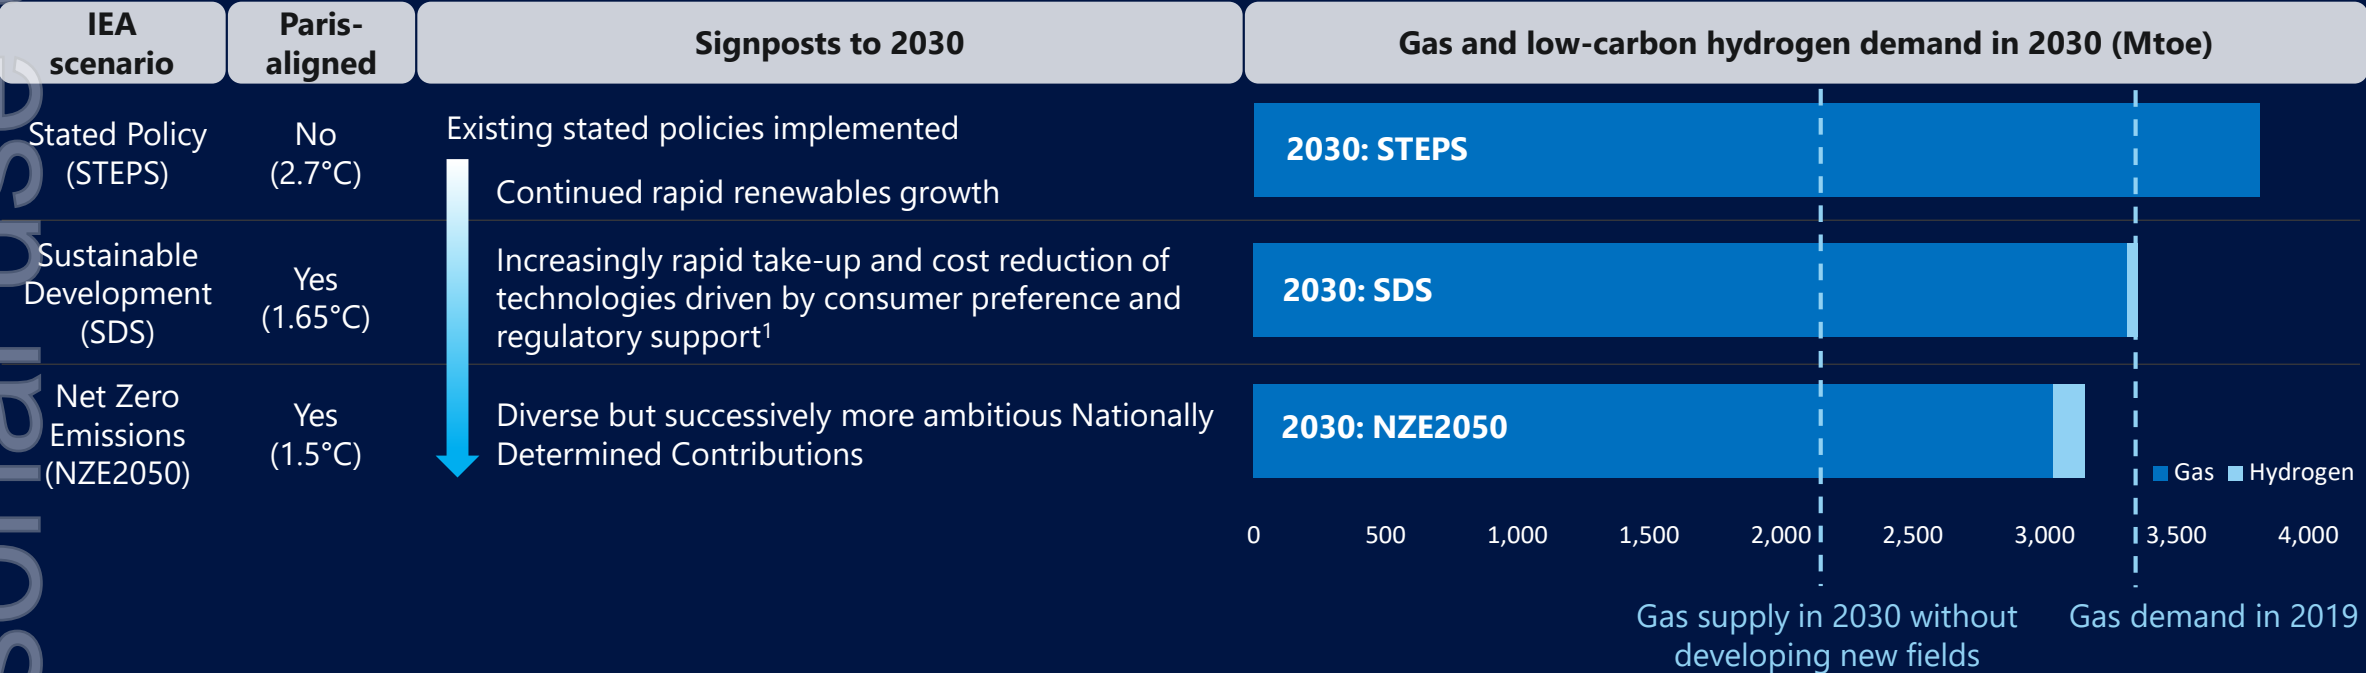 IEA
scenario
Paris-
aligned
Signposts to 2030
Gas and low-carbon hydrogen demand in 2030 (Mtoe)
Stated Policy
(STEPS)
No
(2.7°C)
Existing stated policies implemented
Continued rapid renewables growth
2030: STEPS
Sustainable
Development
(SDS)
Yes
(1.65°C)
Increasingly rapid take-up and cost reduction of
technologies driven by consumer preference and
regulatory support¹
2030: SDS
Net Zero
Emissions
(NZE2050)
Yes
(1.5°C)
Diverse but successively more ambitious Nationally
Determined Contributions
2030: NZE2050
Gas Hydrogen
0 500 1,000 1,500 2,000 2,500 3,000 3,500 4,000
Gas supply in 2030 without
developing new fields
Gas demand in 2019